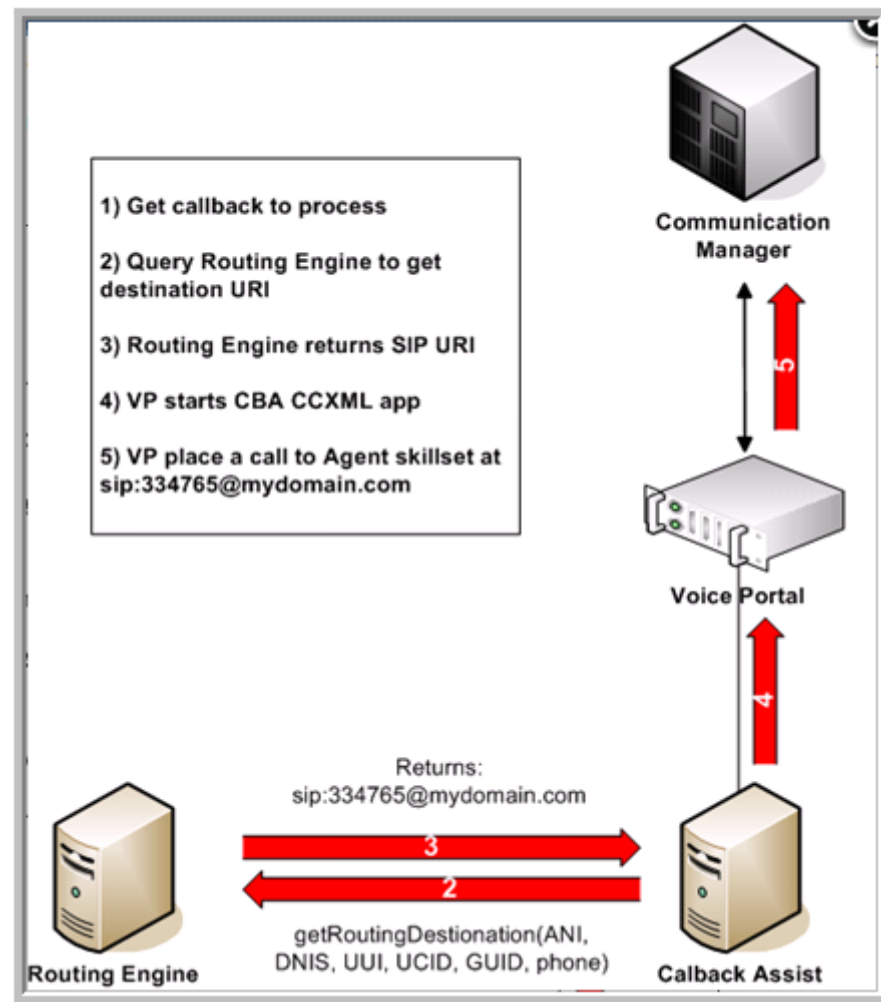 Communication
Manager
1) Get callback to process
2) Query Routing Engine to get
destination URI
3) Routing Engine returns SIP URI
4) VP starts CBA CCXML app
5) VP place a call to Agent skillset at
sip:334765@mydomain.com
5
Voice Portal
4
Returns:
sip:334765@mydomain.com
3
2
getRoutingDestionation(ANI,
DNIS, UUI, UCID, GUID, phone)
Routing Engine
Calback Assist